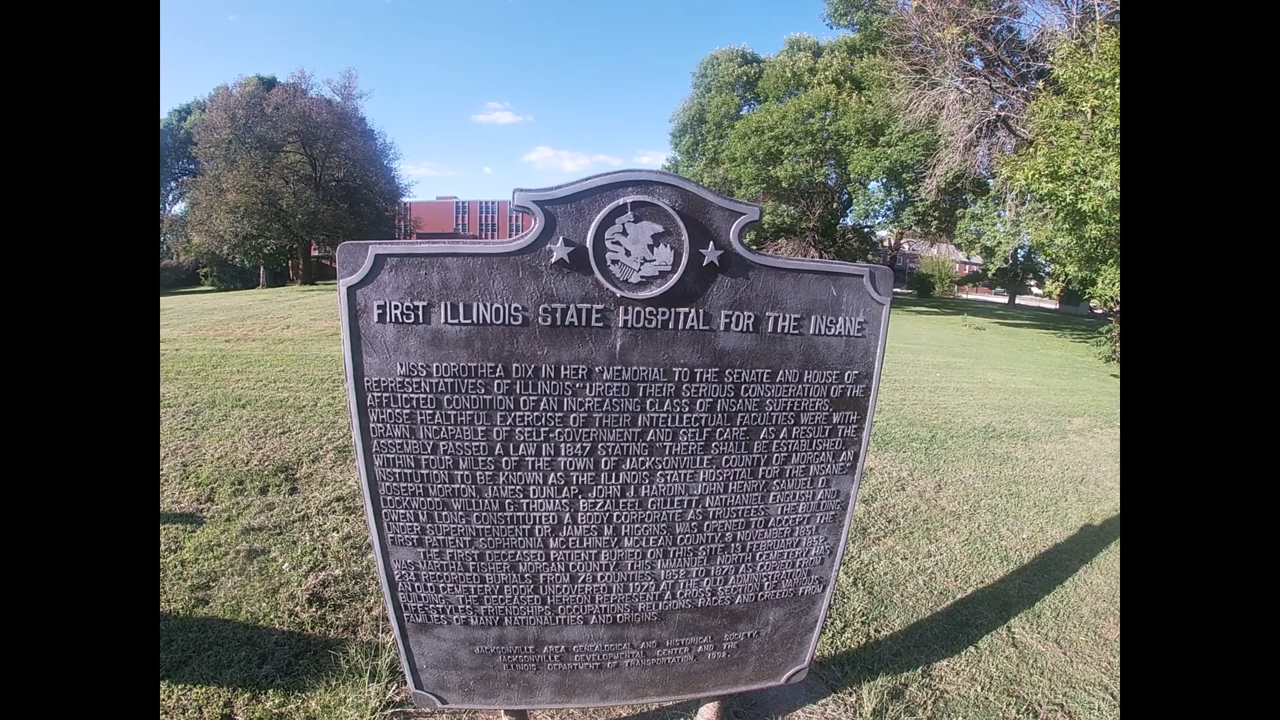 FIRST ILLINOIS STATE HOSPITAL FOR THE INSANE
MISS DOROTHEA DIX IN HER "MEMORIAL TO THE SENATE AND HOUSE OF
REPRESENTATIVES OF ILLINOIS" URGED THEIR SERIOUS CONSIDERATION OF THE
AFFLICTED CONDITION OF AN INCREASING CLASS OF INSANE SUFFERERS,
WHOSE HEALTHFUL EXERCISE OF THEIR INTELLECTUAL FACULTIES WERE WITH
DRAWN, INCAPABLE OF SELF-GOVERNMENT, AND SELF CARE. AS A RESULT THE
ASSEMBLY PASSED A LAW IN 1847 STATING "THERE SHALL BE ESTABLISHED,
WITHIN FOUR MILES OF THE TOWN OF JACKSONVILLE, COUNTY OF MORGAN, AN
INSTITUTION TO BE KNOWN AS THE ILLINOIS STATE HOSPITAL FOR THE INSANE."
JOSEPH MORTON, JAMES DUNLAP, JOHN J. HARDIN, JOHN HENRY, SAMUEL D.
LOCKWOOD, WILLIAM G. THOMAS, BEZALEEL GILLETT, NATHANIEL ENGLISH AND
OWEN M. LONG CONSTITUTED A BODY CORPORATE, AS TRUSTEES. THE BUILDING
UNDER SUPERINTENDENT DR. JAMES M. HIGGINS, WAS OPENED TO ACCEPT THE
FIRST PATIENT, SOPHRONIA MC ELHINEY, MC LEAN COUNTY, 3 NOVEMBER 1851.
THE FIRST DECEASED PATIENT BURIED ON THIS SITE, 13 FEBRUARY 1852,
WAS MARTHA FISHER, MORGAN COUNTY. THIS IMMANUEL NORTH CEMETERY HAS
234 RECORDED BURIALS FROM 78 COUNTIES, 1852 TO 1873 AS COPIED FROM
AN OLD CEMETERY BOOK UNCOVERED IN 1972, AT THE OLD ADMINISTRATION
BUILDING. THE DECEASED HEREON REPRESENT A CROSS SECTION OF VARIOUS
LIFE-STYLES, FRIENDSHIPS, OCCUPATIONS, RELIGIONS, RACES AND CREEDS FROM
FAMILIES OF MANY NATIONALITIES AND ORIGINS.
JACKSONVILLE AREA GENEALOGICAL AND HISTORICAL SOCIETY,
JACKSONVILLE DEVELOPMENTAL CENTER AND THE
ILLINOIS DEPARTMENT OF TRANSPORTATION,